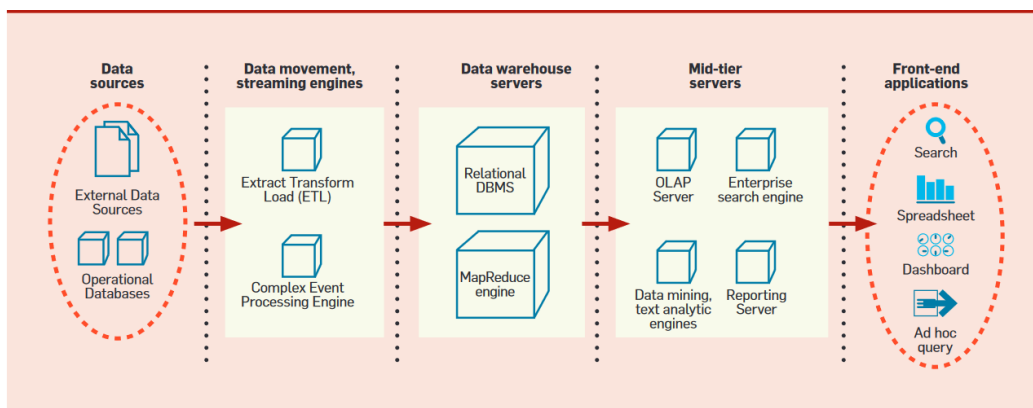 Data
sources
Data movement,
streaming engines
Data warehouse
servers
Mid-tier
servers
Front-end
applications
External Data
Sources
Operational
Databases
Extract Transform
Load (ETL)
Complex Event
Processing Engine
Relational
DBMS
MapReduce
engine
OLAP
Server
Enterprise
search engine
Data mining,
text analytic
engines
Reporting
Server
Search
Spreadsheet
Dashboard
Ad hoc
query